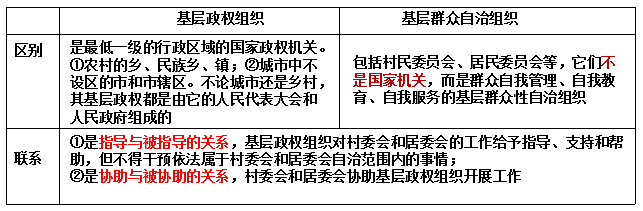 基层政权组织
基层群众自治组织
区别
是最低一级的行政区域的国家政权机关。
①农村的乡、民族乡、镇；②城市中不
设区的市和市辖区。不论城市还是乡村，
其基层政权都是由它的人民代表大会和
人民政府组成的
包括村民委员会、居民委员会等，它们不
是国家机关，而是群众自我管理、自我教
育、自我服务的基层群众性自治组织
联系
①是指导与被指导的关系，基层政权组织对村委会和居委会的工作给予指导、支持和帮
助，但不得干预依法属于村委会和居委会自治范围内的事情；
②是协助与被协助的关系，村委会和居委会协助基层政权组织开展工作